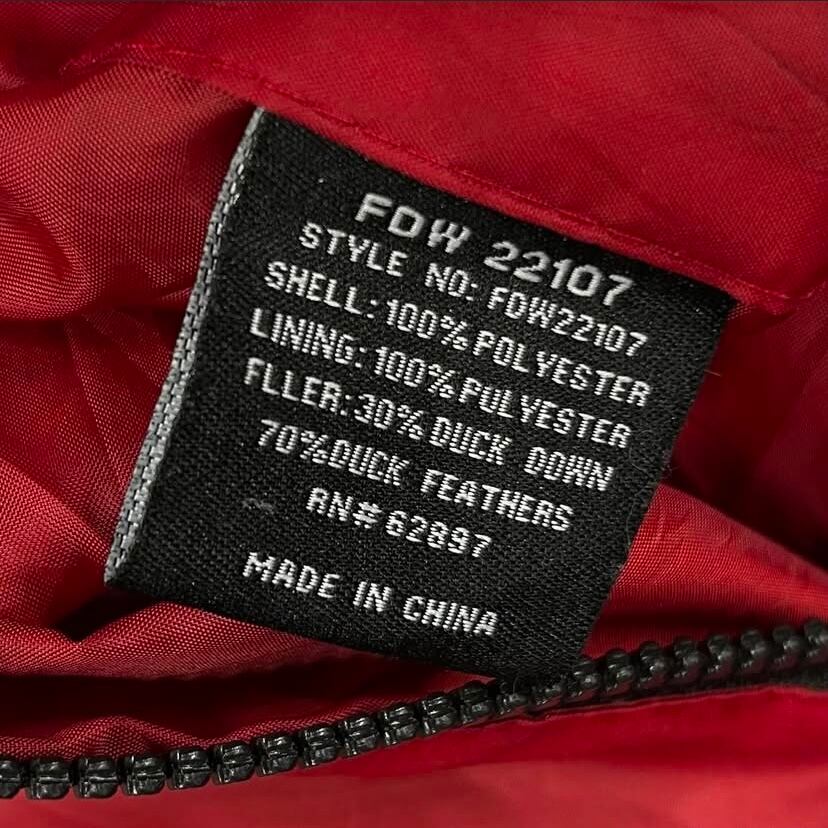 FDW 22107
STYLE NO: FDW22107
SHELL: 100% POLYESTER
LINING: 100% PULYESTER
FLLER: 30% DUCK DOWN
70%DUCK FEATHERS
RN# 62897
MADE IN CHINA